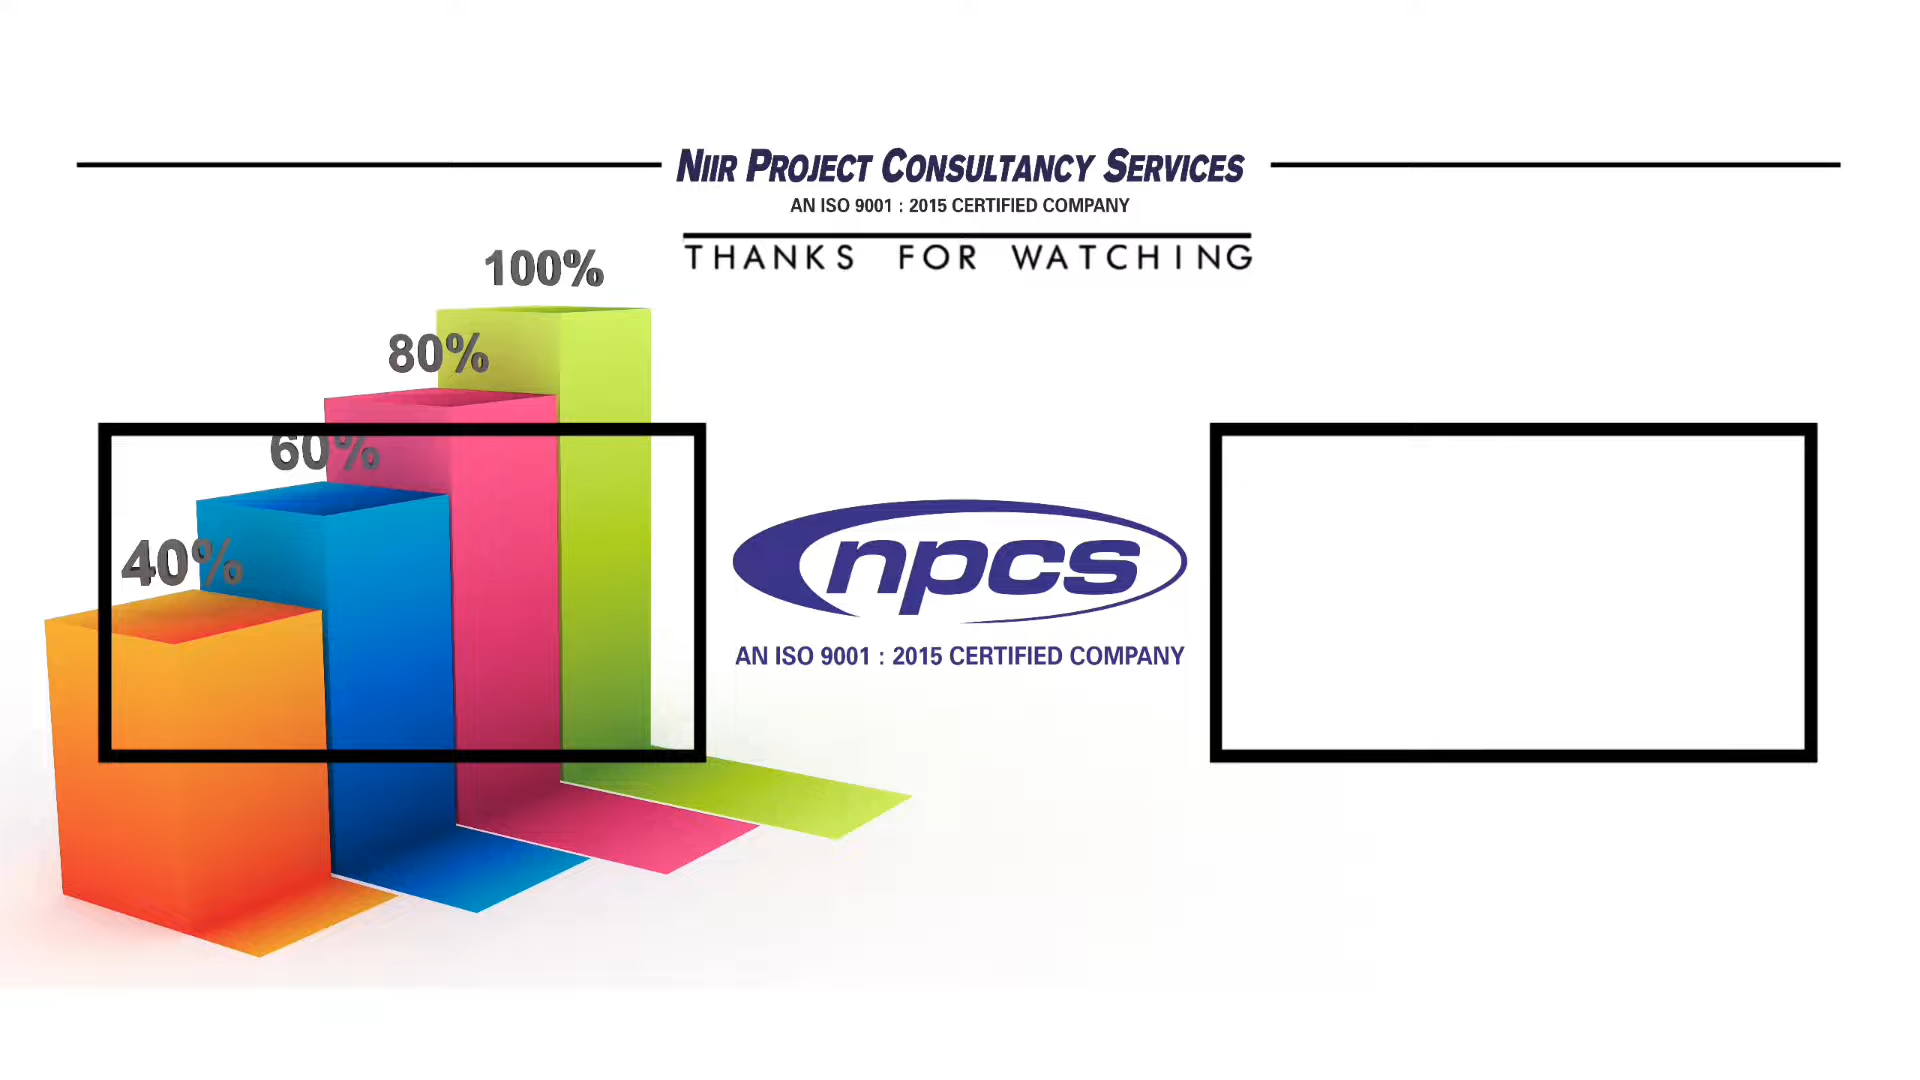 NIIR PROJECT CONSULTANCY SERVICES
AN ISO 9001 : 2015 CERTIFIED COMPANY
THANKS FOR WATCHING
100%
80%
60%
40%
npcs
AN ISO 9001 : 2015 CERTIFIED COMPANY